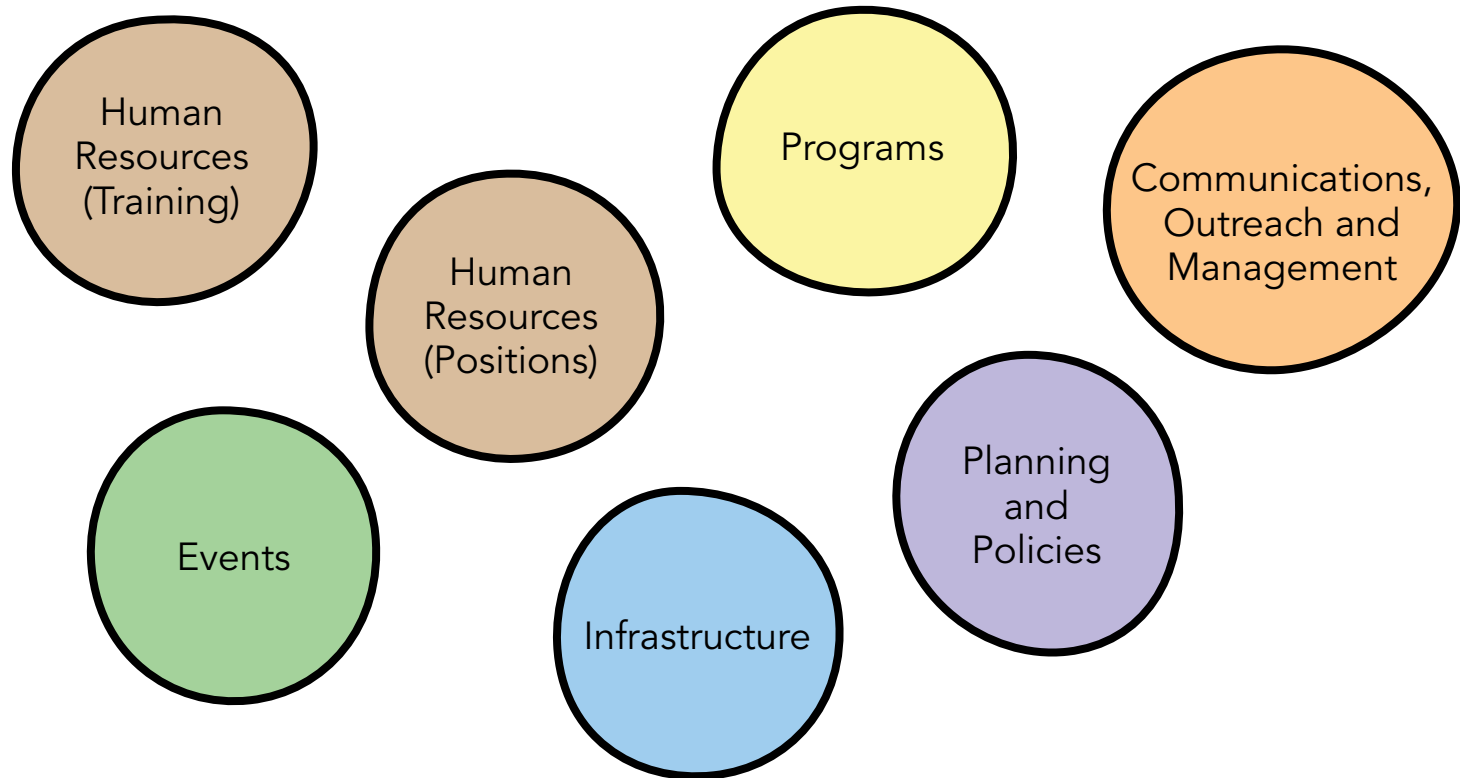 Human
Resources
(Training)
Human
Resources
(Positions)
Programs
Communications,
Outreach and
Management
Events
Infrastructure
Planning
and
Policies